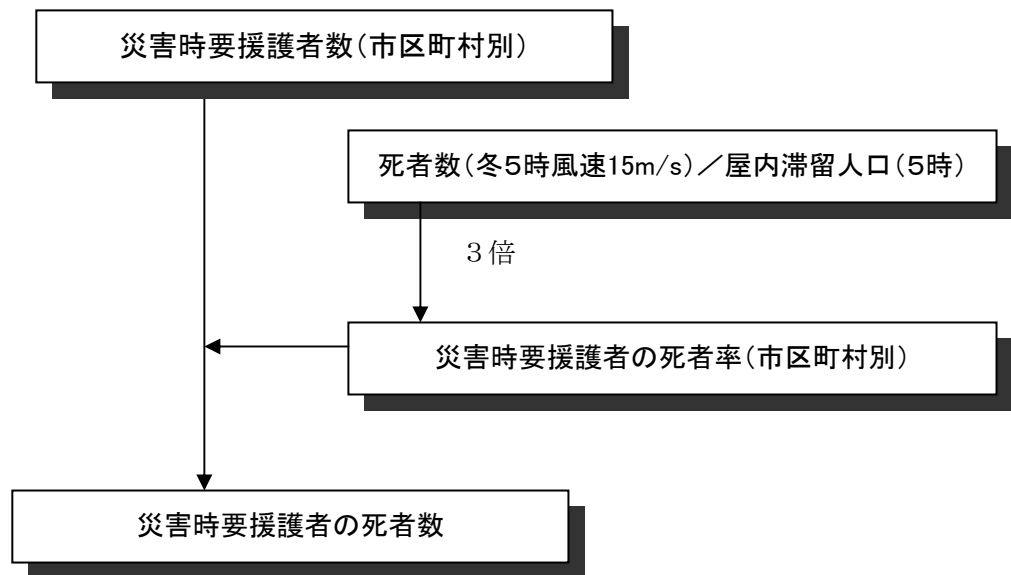 災害時要援護者数（市区町村別）
死者数（冬５時風速15m/s）／屋内滞留人口（５時）
３倍
災害時要援護者の死者率（市区町村別）
災害時要援護者の死者数